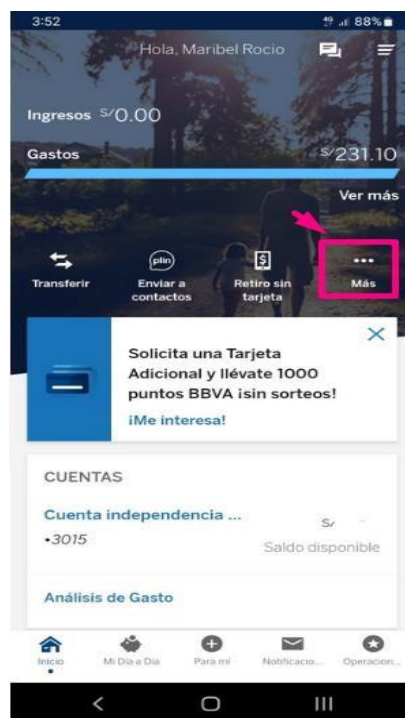 3:52
88%
Hola, Maribel Rocio
Ingresos S/0.00
Gastos
S/231.10
Ver más
Transferir
plin
Enviar a
contactos
Retiro sin
tarjeta
Más
Solicita una Tarjeta
Adicional y llévate 1000
puntos BBVA ¡sin sorteos!
¡Me interesa!
CUENTAS
Cuenta independencia ...
•3015
S/
Saldo disponible
Análisis de Gasto
Inicio
Mi Día a Día
Para mí
Notificacio...
Operacion...